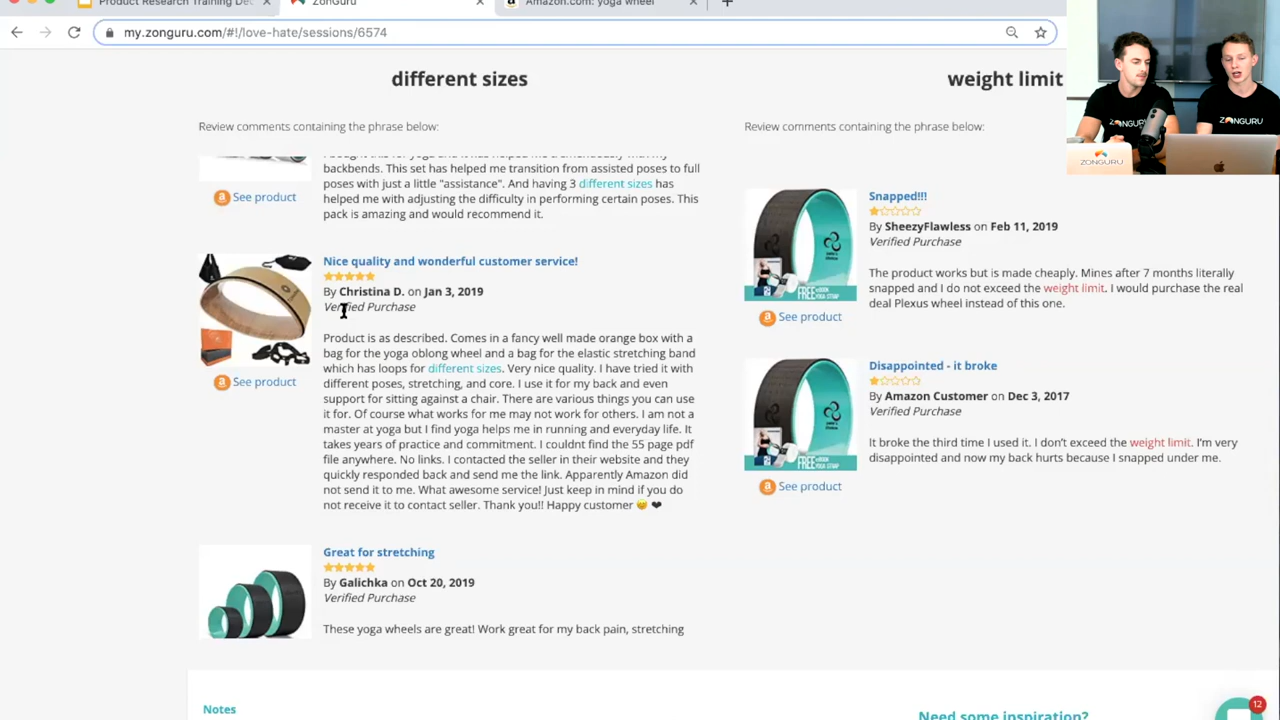 Product Research Training Dec
ZonGuru
Amazon.com: yoga wheel
my.zonguru.com/#!/love-hate/sessions/6574
different sizes
weight limit
Review comments containing the phrase below:
Review comments containing the phrase below:
backbends. This set has helped me transition from assisted poses to full
poses with just a little "assistance". And having 3 different sizes has
helped me with adjusting the difficulty in performing certain poses. This
pack is amazing and would recommend it.
See product
Nice quality and wonderful customer service!
By Christina D. on Jan 3, 2019
Verified Purchase
Product is as described. Comes in a fancy well made orange box with a
bag for the yoga oblong wheel and a bag for the elastic stretching band
which has loops for different sizes. Very nice quality. I have tried it with
different poses, stretching, and core. I use it for my back and even
support for sitting against a chair. There are various things you can use
it for. Of course what works for me may not work for others. I am not a
master at yoga but I find yoga helps me in running and everyday life. It
takes years of practice and commitment. I couldnt find the 55 page pdf
file anywhere. No links. I contacted the seller in their website and they
quickly responded back and send me the link. Apparently Amazon did
not send it to me. What awesome service! Just keep in mind if you do
not receive it to contact seller. Thank you!! Happy customer 😊 ❤
See product
Great for stretching
By Galichka on Oct 20, 2019
Verified Purchase
These yoga wheels are great! Work great for my back pain, stretching
Snapped!!!
By SheezyFlawless on Feb 11, 2019
Verified Purchase
The product works but is made cheaply. Mines after 7 months literally
snapped and I do not exceed the weight limit. I would purchase the real
deal Plexus wheel instead of this one.
FREE
See product
Disappointed - it broke
By Amazon Customer on Dec 3, 2017
Verified Purchase
It broke the third time I used it. I don't exceed the weight limit. I'm very
disappointed and now my back hurts because I snapped under me.
FREE
See product
Notes
Need some inspiration?
12
ZONGURU
ZONGURU
ZONGURU